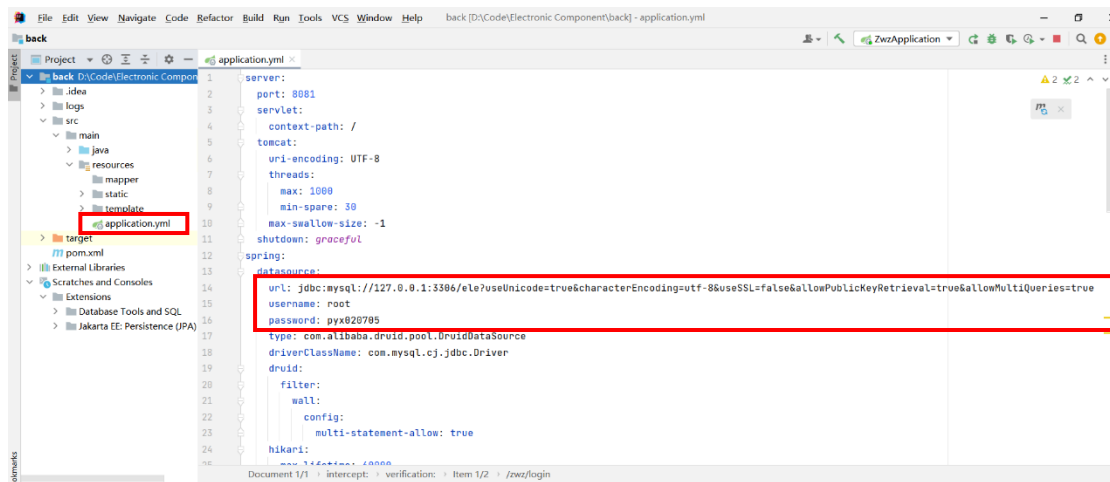 File Edit View Navigate Code Refactor Build Run Tools VCS Window Help back [D:\Code\Electronic Component\back] - application.yml
back ZwzApplication
Project application.yml
Project
back D:\Code\Electronic Compon
.idea
logs
src
main
java
resources
mapper
static
template
application.yml
target
pom.xml
External Libraries
Scratches and Consoles
Extensions
Database Tools and SQL
Jakarta EE: Persistence (JPA)
1 server:
2 port: 8081
3 servlet:
4 context-path: /
5 tomcat:
6 uri-encoding: UTF-8
7 threads:
8 max: 1000
9 min-spare: 30
10 max-swallow-size: -1
11 shutdown: graceful
12 spring:
13 datasource:
14 url: jdbc:mysql://127.0.0.1:3306/ele?useUnicode=true&characterEncoding=utf-8&useSSL=false&allowPublicKeyRetrieval=true&allowMultiQueries=true
15 username: root
16 password: pyx020705
17 type: com.alibaba.druid.pool.DruidDataSource
18 driverClassName: com.mysql.cj.jdbc.Driver
19 druid:
20 filter:
21 wall:
22 config:
23 multi-statement-allow: true
24 hikari:
25 max-lifetime: 60000
2 2
Document 1/1 › intercept: › verification: › Item 1/2 › /zwz/login